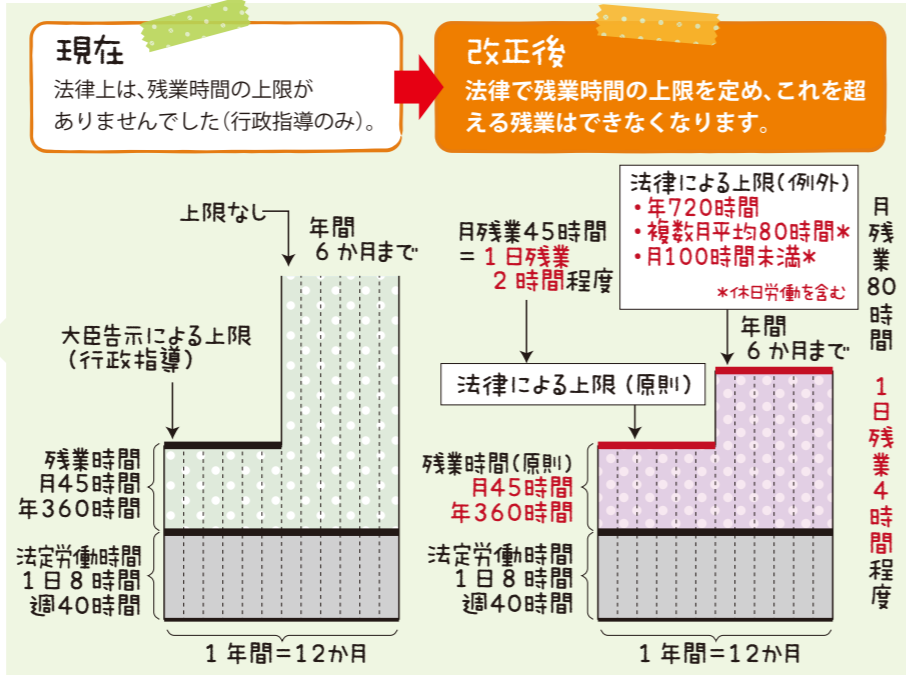 現在
法律上は、残業時間の上限が
ありませんでした(行政指導のみ)。
改正後
法律で残業時間の上限を定め、これを超
える残業はできなくなります。
上限なし
年間
6か月まで
大臣告示による上限
(行政指導)
残業時間
月45時間
年360時間
法定労働時間
1日8時間
週40時間
1年間=12か月
月残業45時間
=1日残業
2時間程度
法律による上限(例外)
・年720時間
・複数月平均80時間*
・月100時間未満*
*休日労働を含む
年間
6か月まで
法律による上限(原則)
残業時間(原則)
月45時間
年360時間
法定労働時間
1日8時間
週40時間
1年間=12か月
月残業80時間 1日残業4時間程度